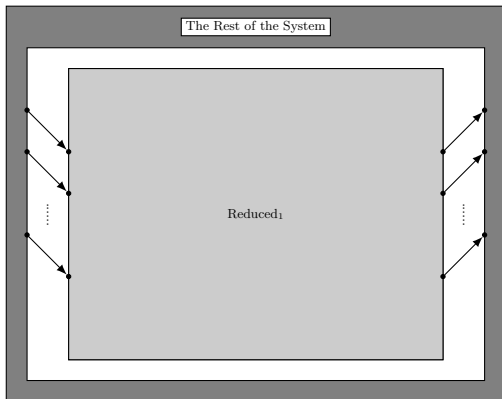 The Rest of the System
Reduced₁